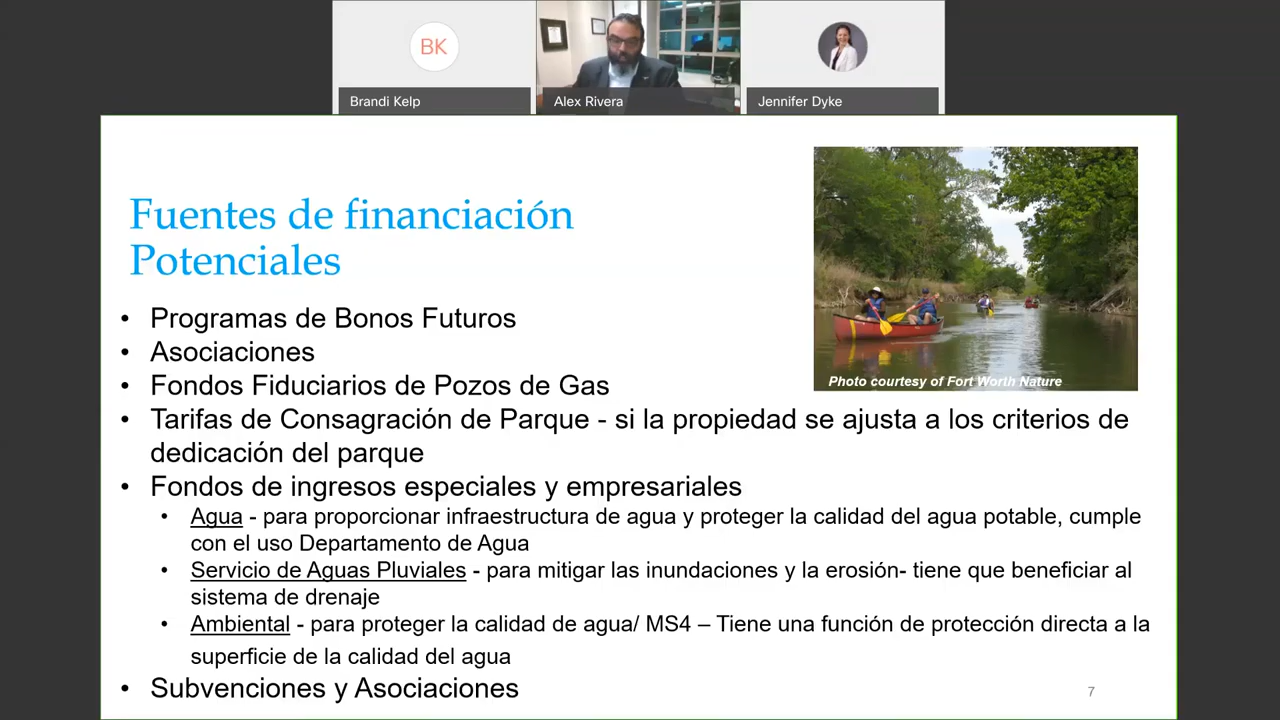 BK
Brandi Kelp
Alex Rivera
Jennifer Dyke
Fuentes de financiación
Potenciales
Photo courtesy of Fort Worth Nature
• Programas de Bonos Futuros
• Asociaciones
• Fondos Fiduciarios de Pozos de Gas
• Tarifas de Consagración de Parque - si la propiedad se ajusta a los criterios de
dedicación del parque
• Fondos de ingresos especiales y empresariales
• Agua - para proporcionar infraestructura de agua y proteger la calidad del agua potable, cumple
con el uso Departamento de Agua
• Servicio de Aguas Pluviales - para mitigar las inundaciones y la erosión- tiene que beneficiar al
sistema de drenaje
• Ambiental - para proteger la calidad de agua/ MS4 – Tiene una función de protección directa a la
superficie de la calidad del agua
• Subvenciones y Asociaciones
7